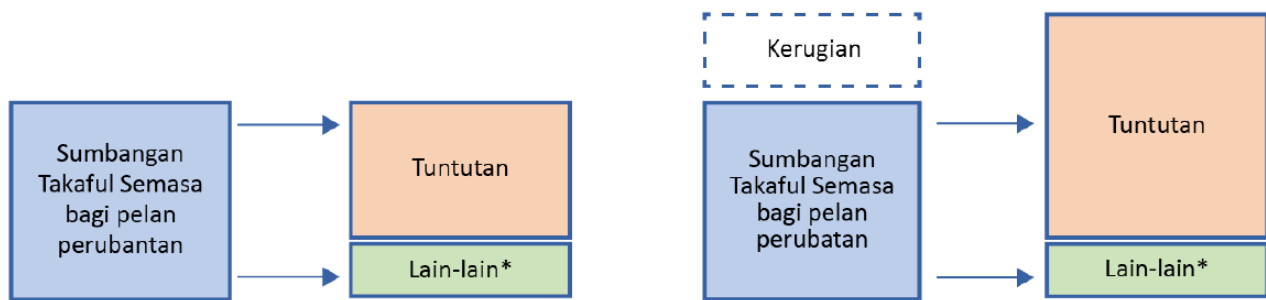 Sumbangan
Takaful Semasa
bagi pelan
perubantan
Tuntutan
Lain-lain*
Kerugian
Sumbangan
Takaful Semasa
bagi pelan
perubatan
Tuntutan
Lain-lain*